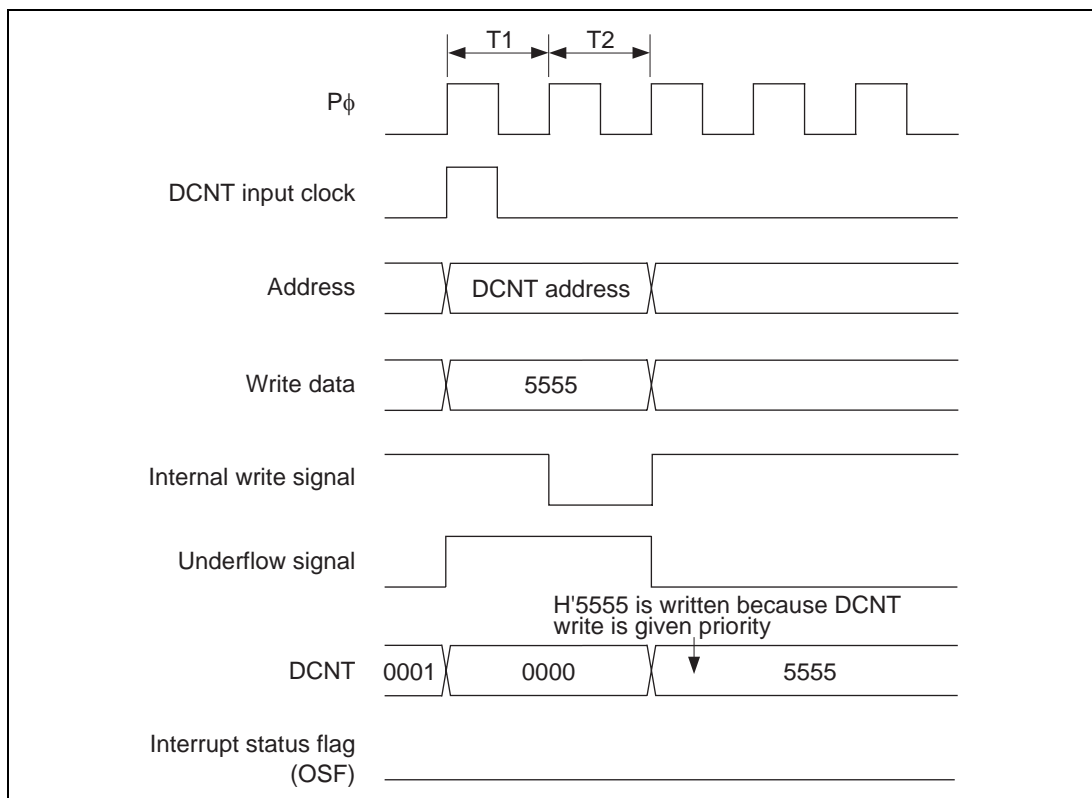 T1 T2
Pϕ
DCNT input clock
Address DCNT address
Write data 5555
Internal write signal
Underflow signal
H'5555 is written because DCNT
write is given priority
DCNT 0001 0000 5555
Interrupt status flag
(OSF)